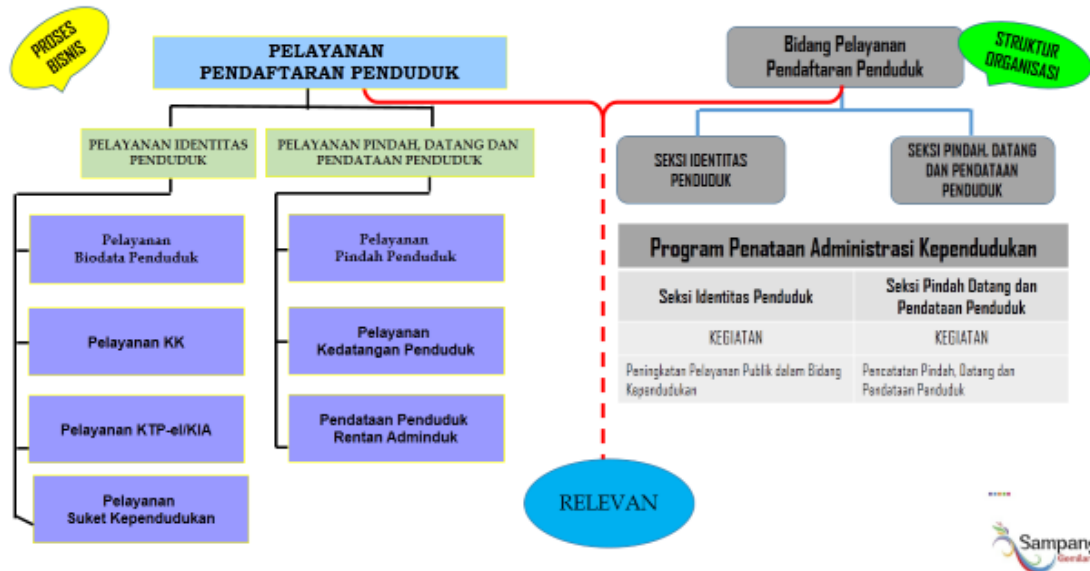 PROSES
BISNIS
PELAYANAN
PENDAFTARAN PENDUDUK
Bidang Pelayanan
Pendaftaran Penduduk
STRUKTUR
ORGANISASI
PELAYANAN IDENTITAS
PENDUDUK
PELAYANAN PINDAH, DATANG DAN
PENDATAAN PENDUDUK
SEKSI IDENTITAS
PENDUDUK
SEKSI PINDAH, DATANG
DAN PENDATAAN
PENDUDUK
Pelayanan
Biodata Penduduk
Pelayanan KK
Pelayanan KTP-el/KIA
Pelayanan
Suket Kependudukan
Pelayanan
Pindah Penduduk
Pelayanan
Kedatangan Penduduk
Pendataan Penduduk
Rentan Adminduk
Program Penataan Administrasi Kependudukan
Seksi Identitas Penduduk
Seksi Pindah Datang dan
Pendataan Penduduk
KEGIATAN
KEGIATAN
Peningkatan Pelayanan Publik dalam Bidang
Kependudukan
Pencatatan Pindah, Datang dan
Pendataan Penduduk
RELEVAN
Sampang